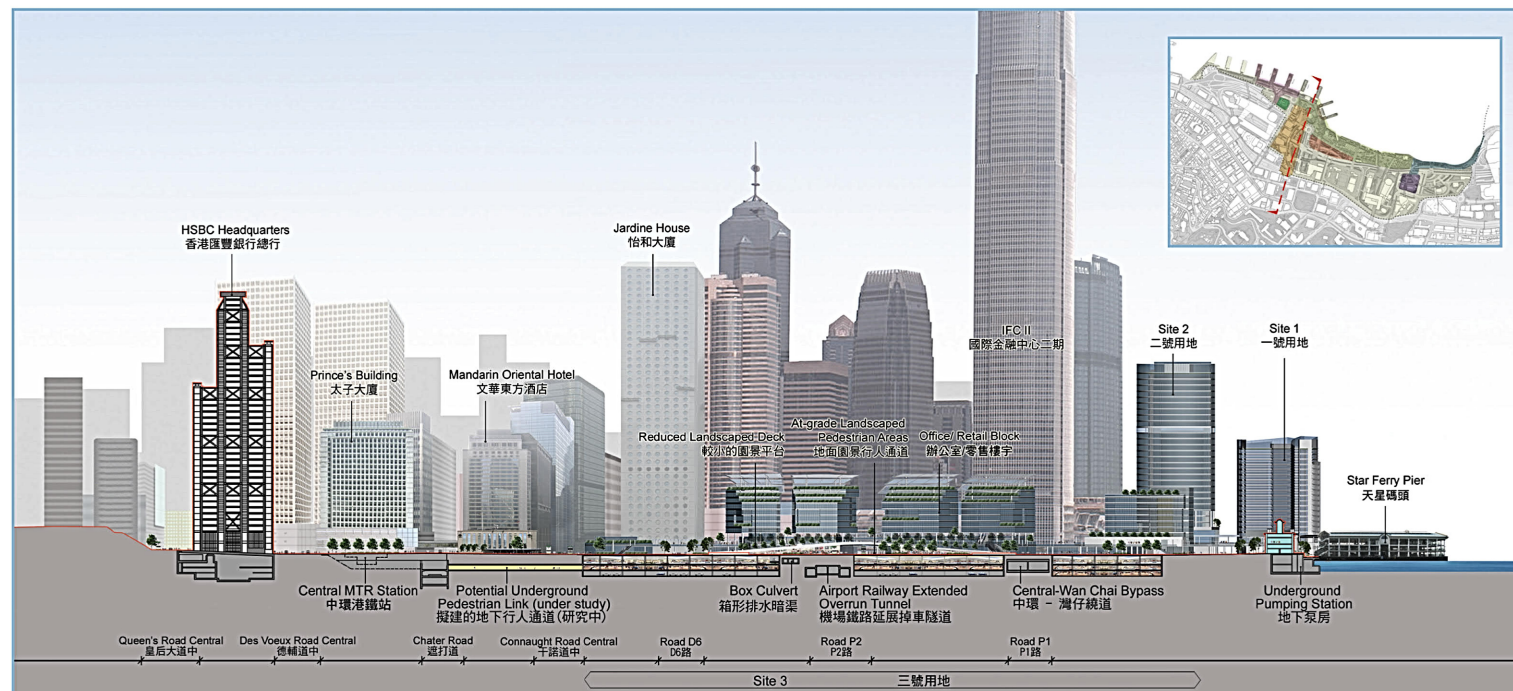 HSBC Headquarters
香港匯豐銀行總行
Jardine House
怡和大廈
IFC II
國際金融中心二期
Site 2
二號用地
Site 1
一號用地
Prince's Building
太子大廈
Mandarin Oriental Hotel
文華東方酒店
Reduced Landscaped Deck
較小的園景平台
At-grade Landscaped
Pedestrian Areas
地面園景行人通道
Office/ Retail Block
辦公室/零售樓宇
Star Ferry Pier
天星碼頭
Central MTR Station
中環港鐵站
Potential Underground
Pedestrian Link (under study)
擬建的地下行人通道(研究中)
Box Culvert
箱形排水暗渠
Airport Railway Extended
Overrun Tunnel
機場鐵路延展掉車隧道
Central-Wan Chai Bypass
中環 - 灣仔繞道
Underground
Pumping Station
地下泵房
Queen's Road Central
皇后大道中
Des Voeux Road Central
德輔道中
Chater Road
遮打道
Connaught Road Central
干諾道中
Road D6
D6路
Road P2
P2路
Road P1
P1路
Site 3 三號用地